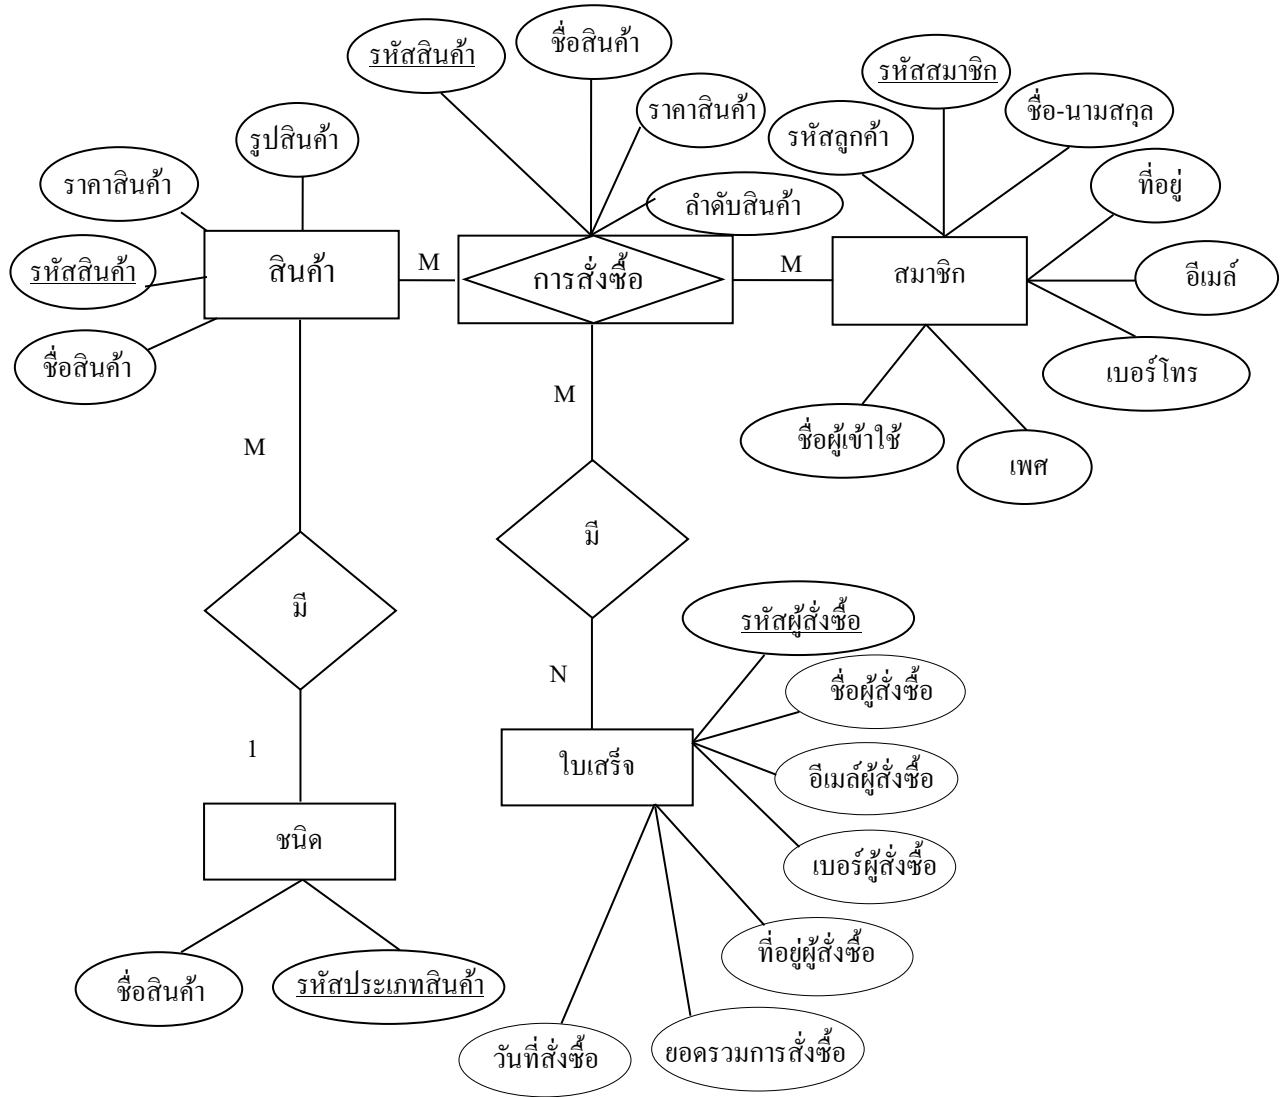 ชื่อสินค้า
รหัสสินค้า
รหัสสมาชิก
ราคาสินค้า
ชื่อ-นามสกุล
รูปสินค้า
รหัสลูกค้า
ราคาสินค้า
ที่อยู่
ลำดับสินค้า
รหัสสินค้า
สินค้า
M
การสั่งซื้อ
M
สมาชิก
อีเมล์
ชื่อสินค้า
เบอร์โทร
M
M
ชื่อผู้เข้าใช้
เพศ
มี
มี
รหัสผู้สั่งซื้อ
N
ชื่อผู้สั่งซื้อ
1
ใบเสร็จ
อีเมล์ผู้สั่งซื้อ
ชนิด
เบอร์ผู้สั่งซื้อ
ที่อยู่ผู้สั่งซื้อ
ชื่อสินค้า
รหัสประเภทสินค้า
วันที่สั่งซื้อ
ยอดรวมการสั่งซื้อ